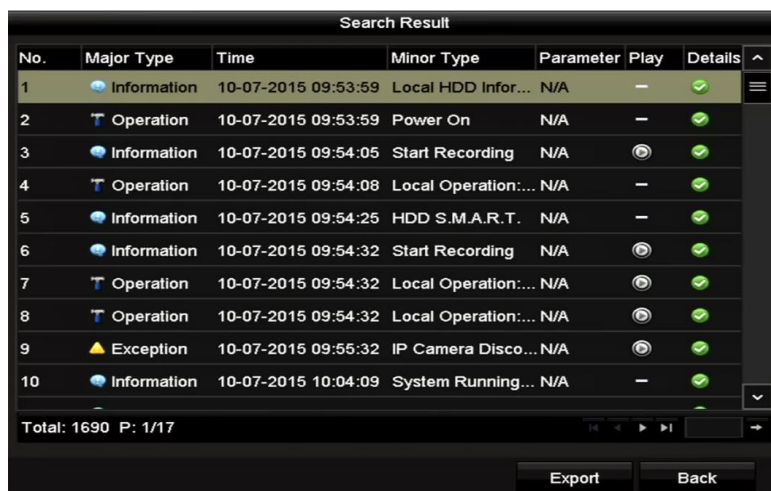 Search Result
No. Major Type Time Minor Type Parameter Play Details
1 Information 10-07-2015 09:53:59 Local HDD Infor... N/A –
2 Operation 10-07-2015 09:53:59 Power On N/A –
3 Information 10-07-2015 09:54:05 Start Recording N/A
4 Operation 10-07-2015 09:54:08 Local Operation:... N/A –
5 Information 10-07-2015 09:54:25 HDD S.M.A.R.T. N/A –
6 Information 10-07-2015 09:54:32 Start Recording N/A
7 Operation 10-07-2015 09:54:32 Local Operation:... N/A
8 Operation 10-07-2015 09:54:32 Local Operation:... N/A
9 Exception 10-07-2015 09:55:32 IP Camera Disco... N/A
10 Information 10-07-2015 10:04:09 System Running... N/A –
Total: 1690 P: 1/17
Export Back